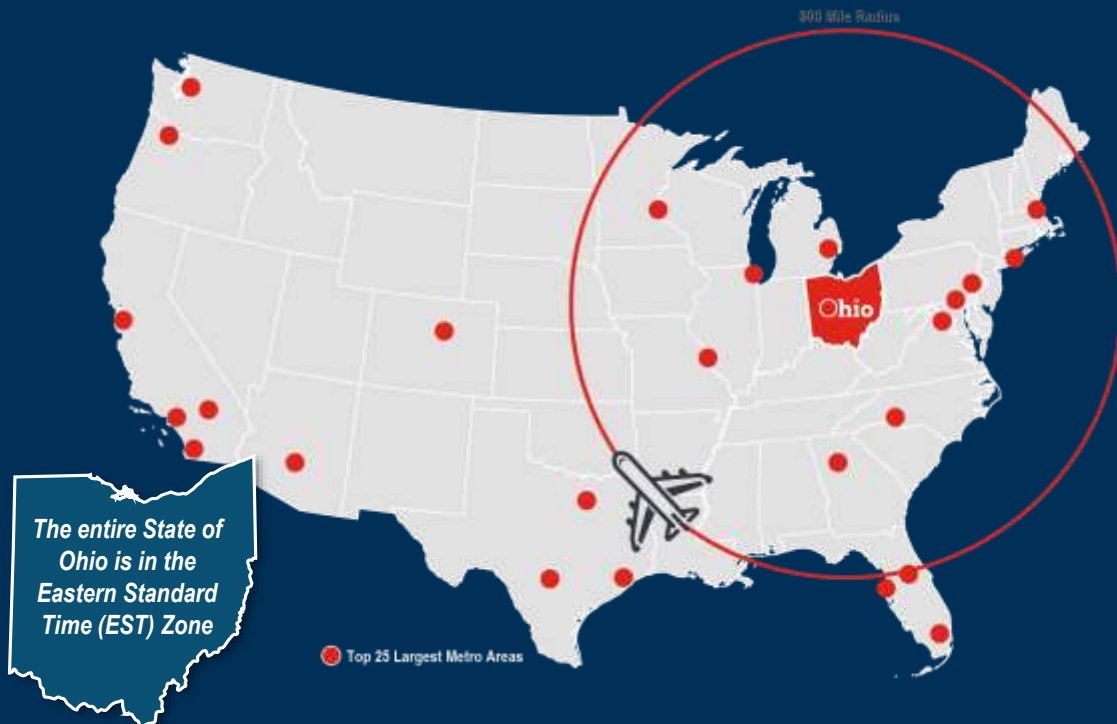 800 Mile Radius
Ohio
The entire State of
Ohio is in the
Eastern Standard
Time (EST) Zone
Top 25 Largest Metro Areas